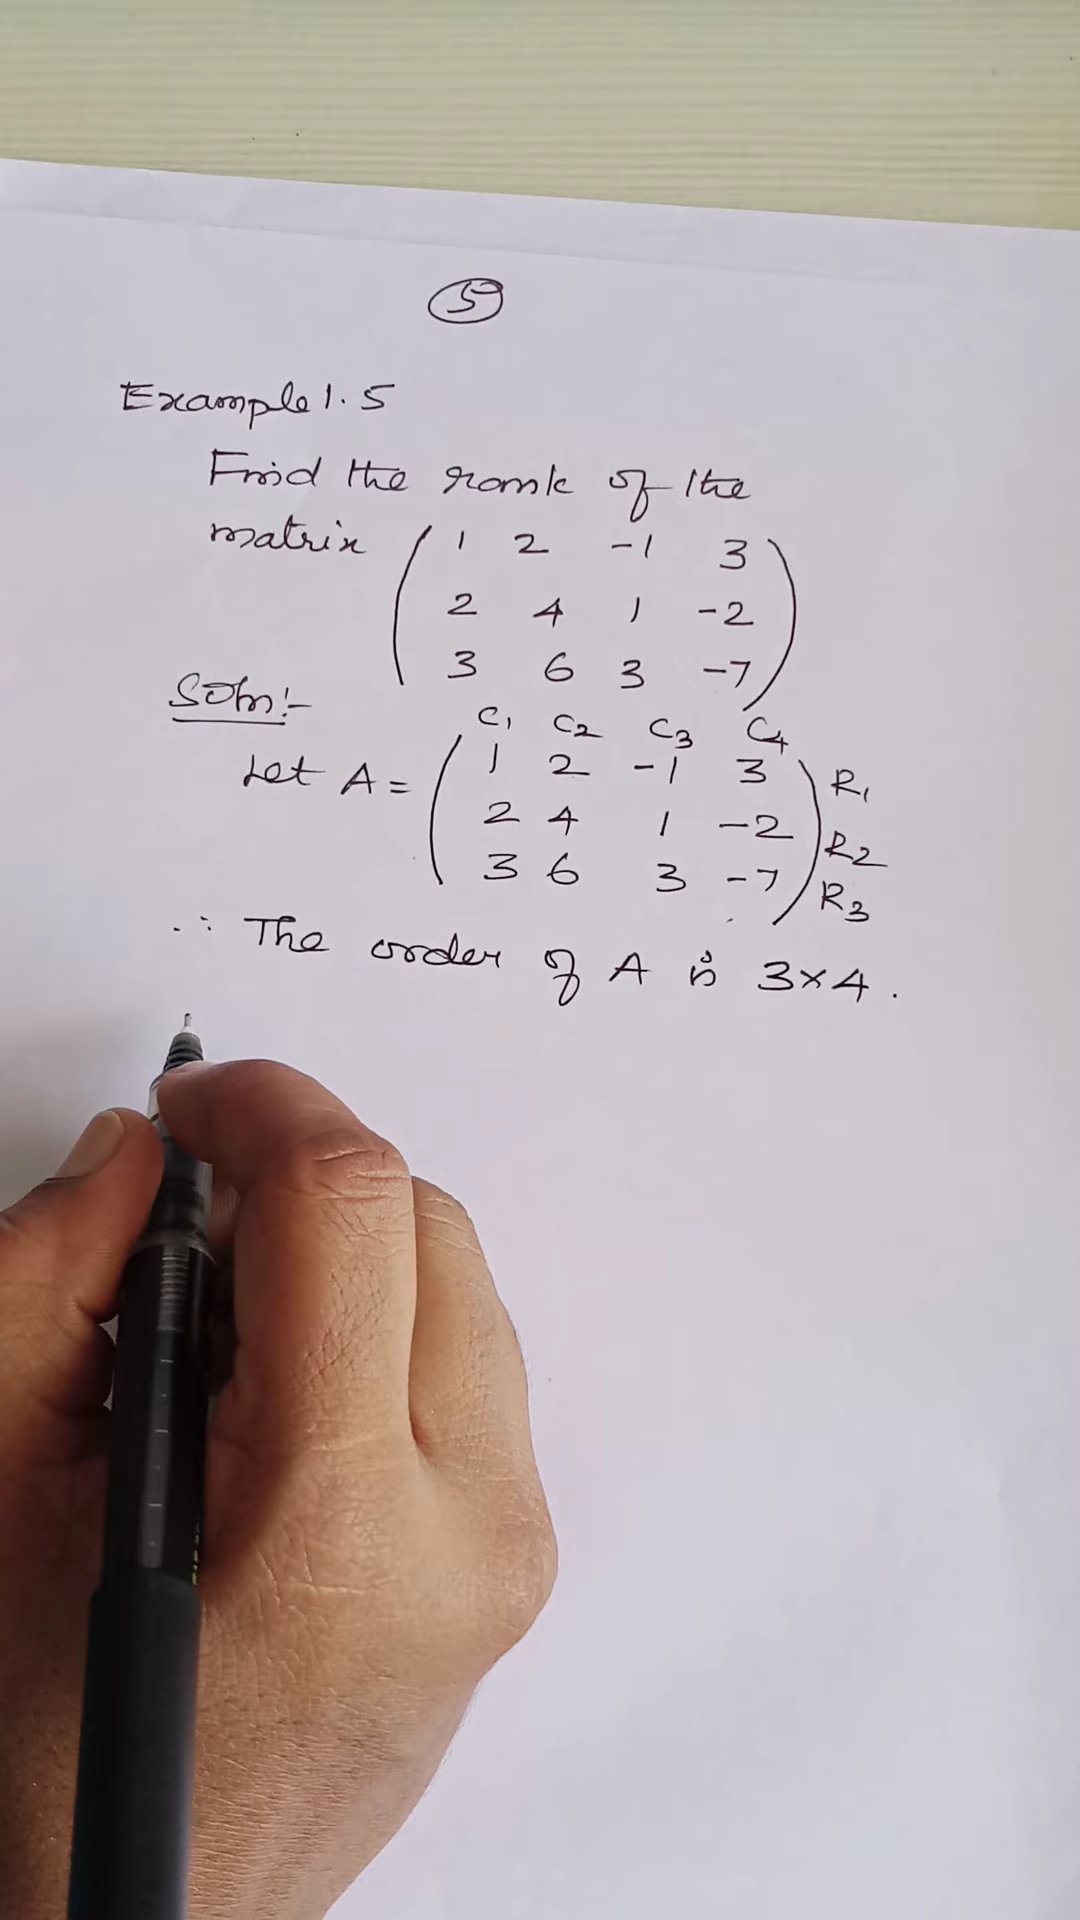 5
Example 1.5
Find the rank of the
matrix ( 1 2 -1 3
2 4 1 -2
3 6 3 -7 )
Soln:-
C1 C2 C3 C4
Let A = ( 1 2 -1 3 ) R1
2 4 1 -2 R2
3 6 3 -7 R3
∴ The order of A is 3×4.